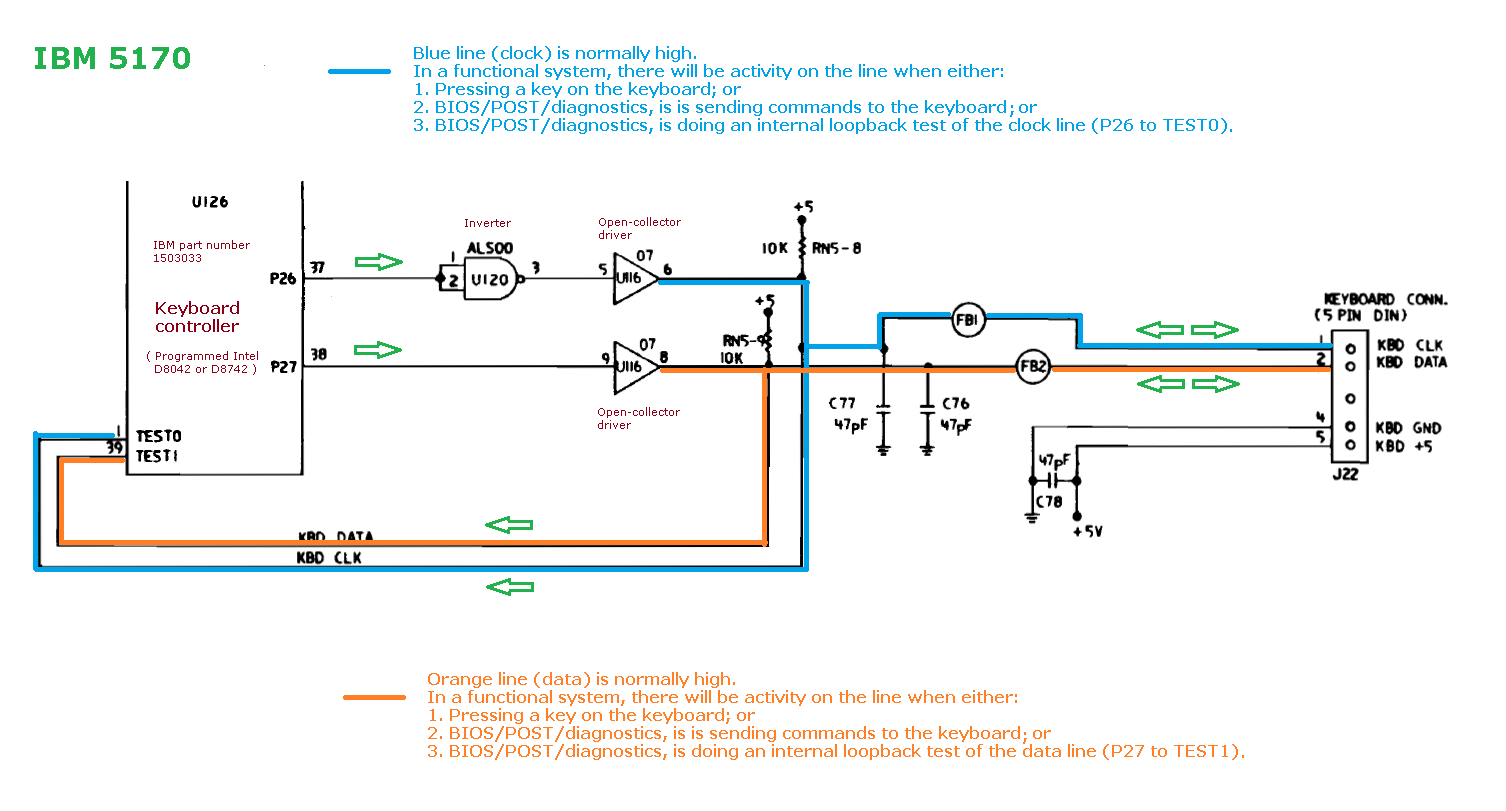 IBM 5170
Blue line (clock) is normally high.
In a functional system, there will be activity on the line when either:
1. Pressing a key on the keyboard; or
2. BIOS/POST/diagnostics, is is sending commands to the keyboard; or
3. BIOS/POST/diagnostics, is doing an internal loopback test of the clock line (P26 to TEST0).
U126
IBM part number
1503033
Keyboard
controller
( Programmed Intel
D8042 or D8742 )
P26
37
P27
38
1
TEST0
39
TEST1
Inverter
ALS00
1
2
U120
3
Open-collector
driver
07
5
U116
6
07
9
U116
8
Open-collector
driver
+5
10K
RN5-8
+5
RN5-9
10K
FB1
FB2
C77
47pF
C76
47pF
KEYBOARD CONN.
(5 PIN DIN)
1
KBD CLK
2
KBD DATA
4
KBD GND
5
KBD +5
J22
47pF
C78
+5V
KBD DATA
KBD CLK
Orange line (data) is normally high.
In a functional system, there will be activity on the line when either:
1. Pressing a key on the keyboard; or
2. BIOS/POST/diagnostics, is is sending commands to the keyboard; or
3. BIOS/POST/diagnostics, is doing an internal loopback test of the data line (P27 to TEST1).